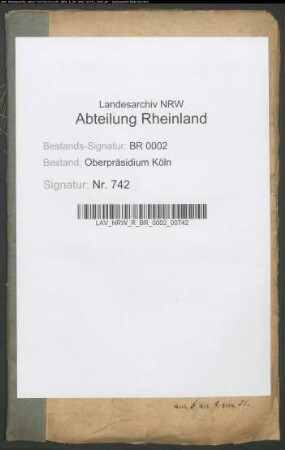 Landesarchiv NRW
Abteilung Rheinland
Bestands-Signatur: BR 0002
Bestand: Oberpräsidium Köln
Signatur: Nr. 742
LAV_NRW_R_BR_0002_00742